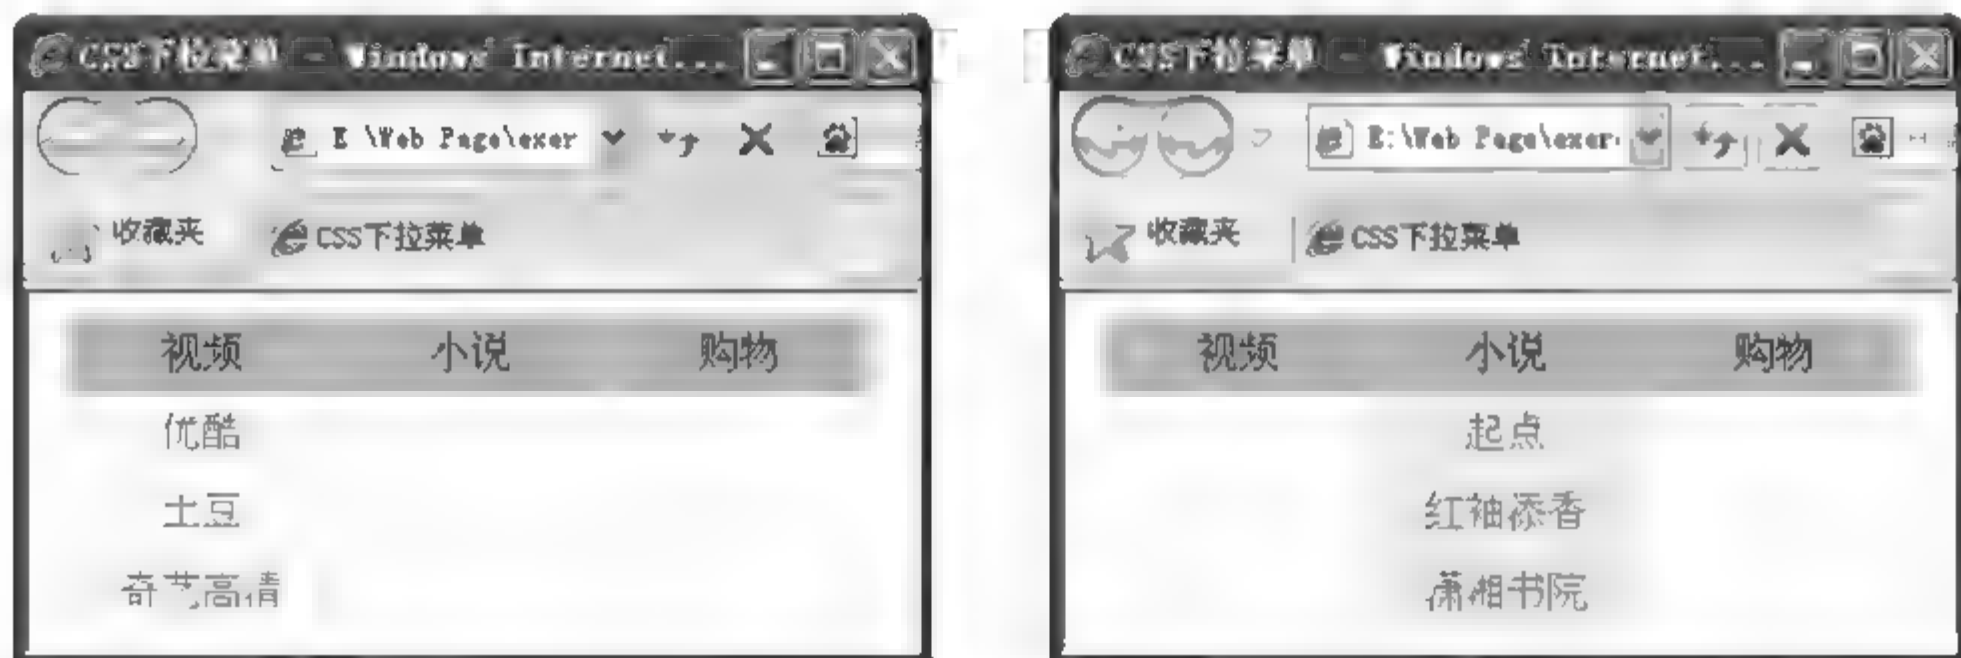 CSS下拉菜单 - Windows Internet...
E:\Web Page\exer
收藏夹 CSS下拉菜单
视频 小说 购物
优酷
土豆
奇艺高清
CSS下拉菜单 - Windows Internet...
E:\Web Page\exer
收藏夹 CSS下拉菜单
视频 小说 购物
起点
红袖添香
潇湘书院